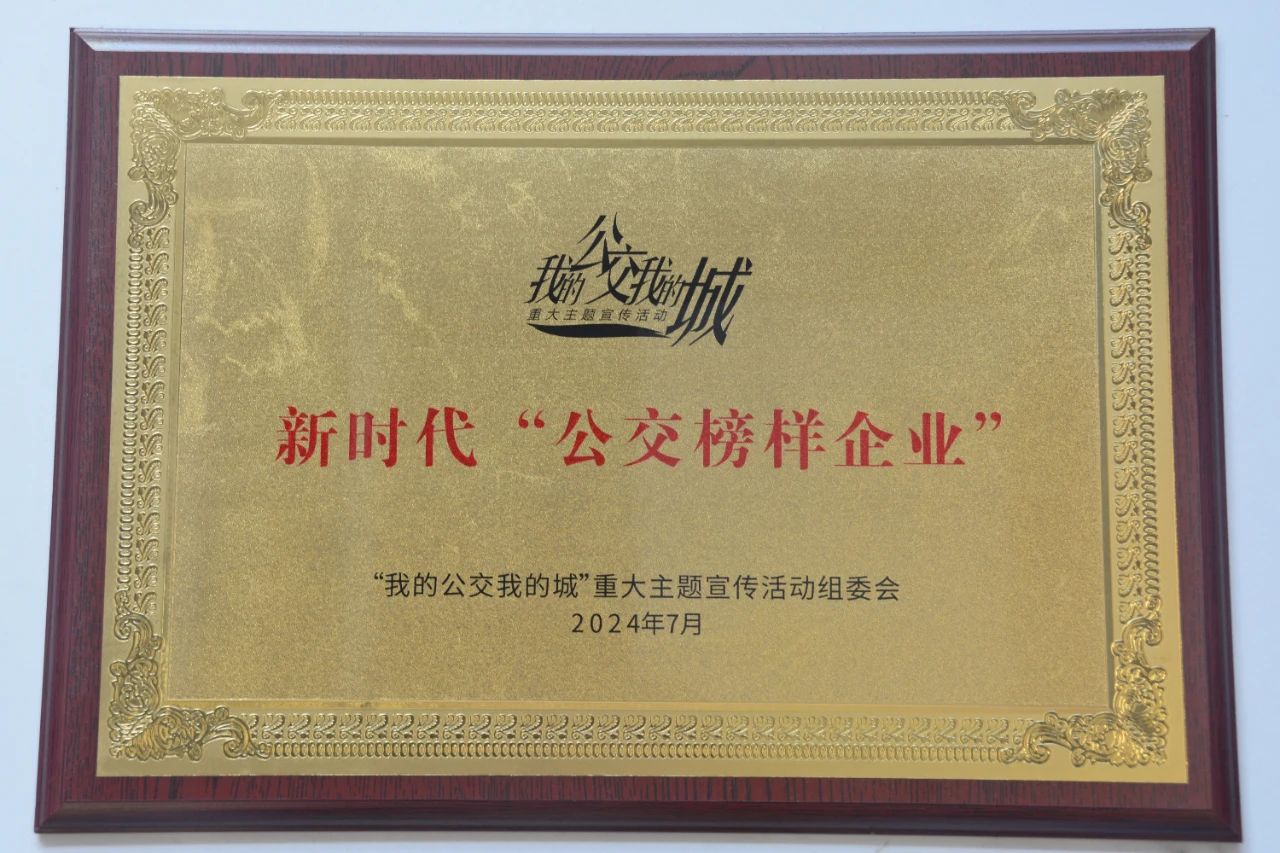 我的公交我的城
重大主题宣传活动
新时代“公交榜样企业”
“我的公交我的城”重大主题宣传活动组委会
2024年7月